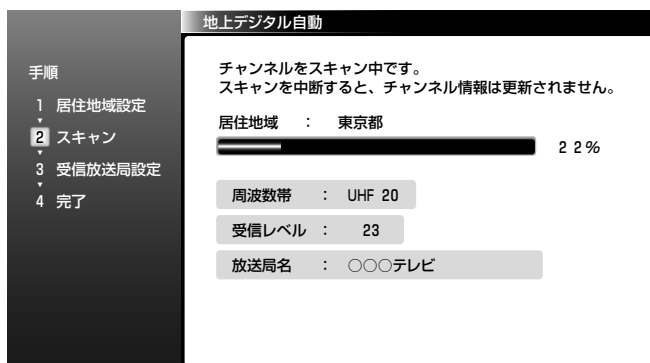 地上デジタル自動
手順
1 居住地域設定
2 スキャン
3 受信放送局設定
4 完了
チャンネルをスキャン中です。
スキャンを中断すると、チャンネル情報は更新されません。
居住地域 : 東京都
22%
周波数帯 : UHF 20
受信レベル : 23
放送局名 : ○○○テレビ